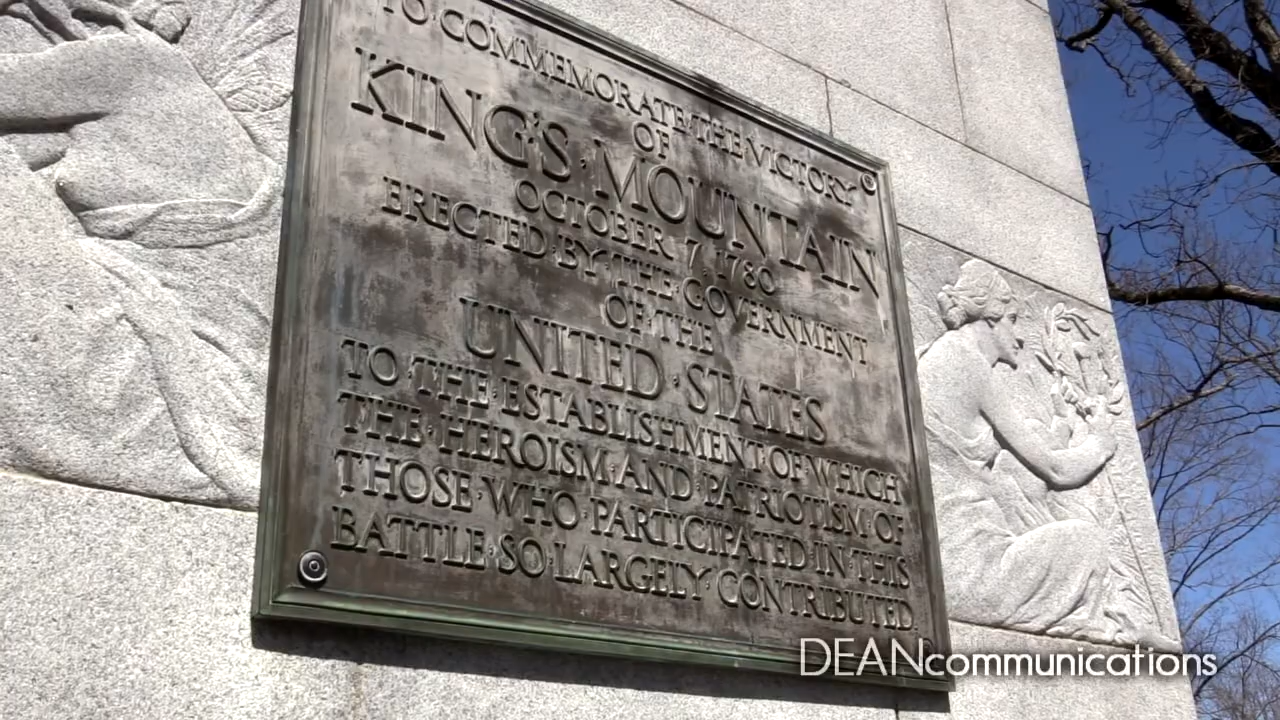 TO COMMEMORATE THE VICTORY
OF
KING'S MOUNTAIN
OCTOBER 7, 1780
ERECTED BY THE GOVERNMENT
OF THE
UNITED STATES
TO THE ESTABLISHMENT OF WHICH
THE HEROISM AND PATRIOTISM OF
THOSE WHO PARTICIPATED IN THIS
BATTLE SO LARGELY CONTRIBUTED.
DEANcommunications